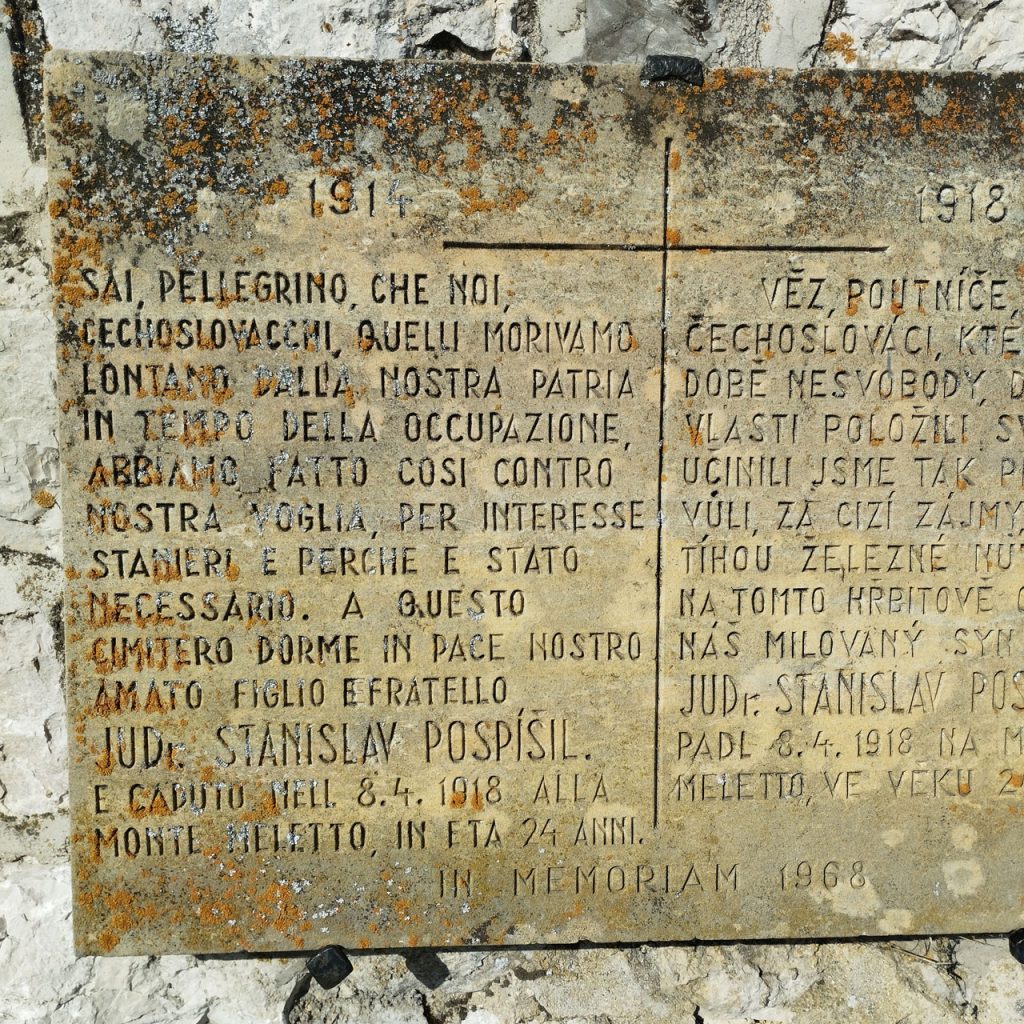 1914
1918
SAI, PELLEGRINO, CHE NOI,
CECHOSLOVACCHI, QUELLI MORIVAMO
LONTANO DALLA NOSTRA PATRIA
IN TEMPO DELLA OCCUPAZIONE,
ABBIAMO FATTO COSI CONTRO
NOSTRA VOGLIA, PER INTERESSE
STANIERI E PERCHE E STATO
NECESSARIO. A QUESTO
CIMITERO DORME IN PACE NOSTRO
AMATO FIGLIO E FRATELLO,
JUDr. STANISLAV POSPÍŠIL.
E CADUTO NELL 8.4. 1918 ALLA
MONTE MELETTO, IN ETA 24 ANNI.
VĚZ, POUTNÍČE,
ČECHOSLOVÁCI, KTE
DOBĚ NESVOBODY, D
VLASTI POLOŽILI SV
UČINILI JSME TAK P
VŮLI, ZA CIZÍ ZÁJMY,
TÍHOU ŽELEZNÉ NUT
NA TOMTO HŘBITOVĚ
NÁŠ MILOVANÝ SYN
JUDr. STANISLAV POS
PADL 8.4. 1918 NA M
MELETTO, VE VĚKU 2
IN MEMORIAM 1968